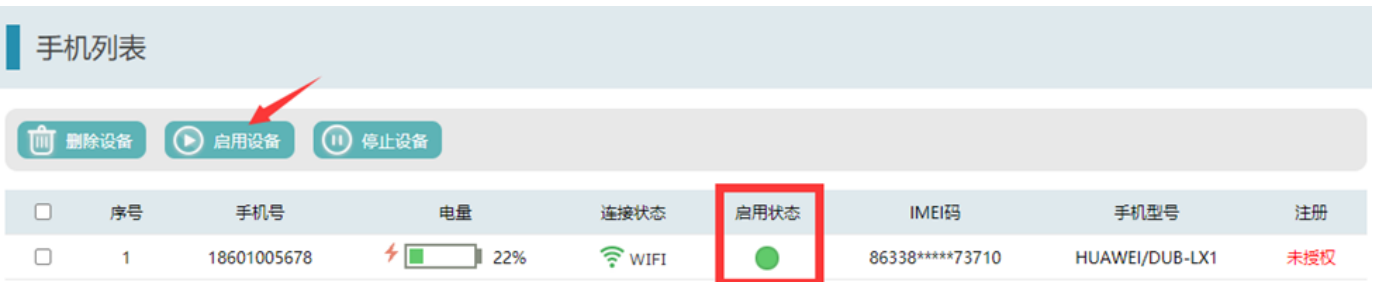 手机列表
删除设备 启用设备 停止设备
序号 手机号 电量 连接状态 启用状态 IMEI码 手机型号 注册
1 18601005678 22% WIFI 86338*****73710 HUAWEI/DUB-LX1 未授权